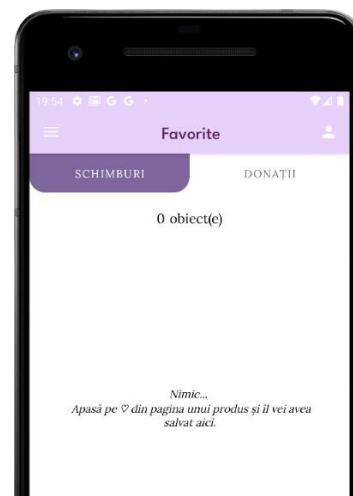 19:54 G G
Favorite
SCHIMBURI DONAȚII
0 obiect(e)
Nimic...
Apasă pe ♡ din pagina unui produs și îl vei avea
salvat aici.